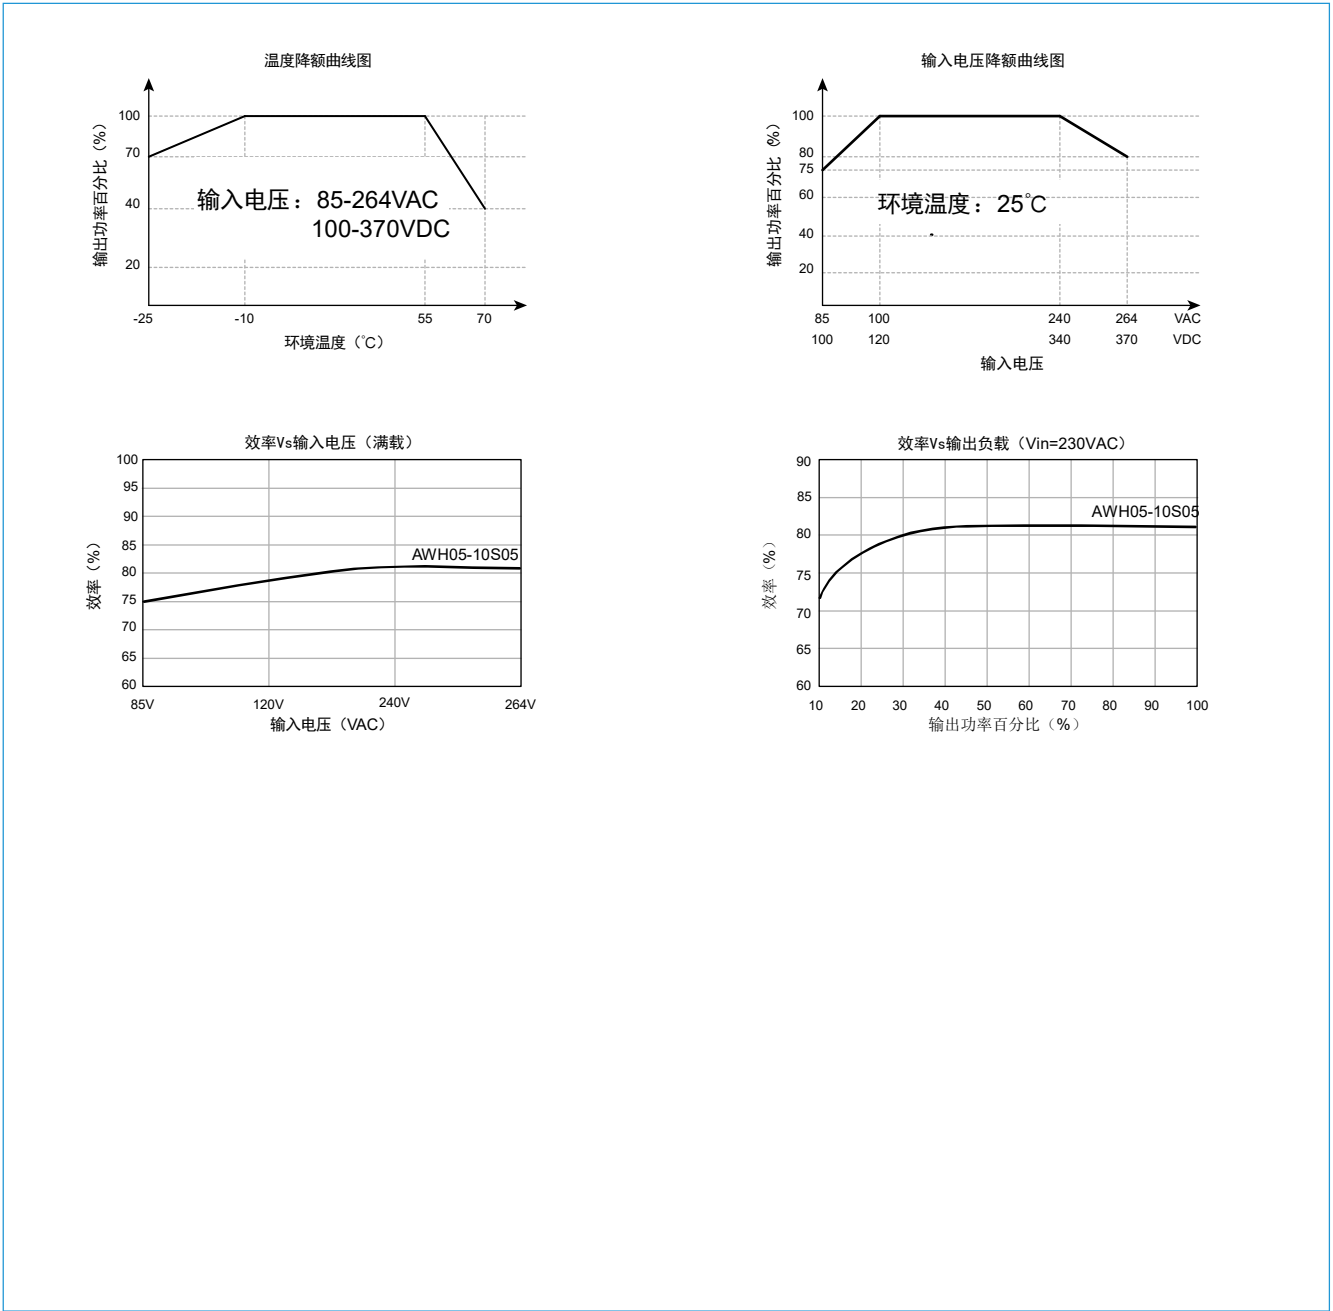 温度降额曲线图
输出功率百分比（%）
100
70
40
20
输入电压：85-264VAC
100-370VDC
-25 -10 55 70
环境温度（℃）
输入电压降额曲线图
输出功率百分比（%）
100
80
75
60
40
20
环境温度：25℃
85 100 240 264 VAC
100 120 340 370 VDC
输入电压
效率Vs输入电压（满载）
效率（%）
100
95
90
85
80
75
70
65
60
AWH05-10S05
85V 120V 240V 264V
输入电压（VAC）
效率Vs输出负载（Vin=230VAC）
效率（%）
90
85
80
75
70
65
60
AWH05-10S05
10 20 30 40 50 60 70 80 90 100
输出功率百分比（%）